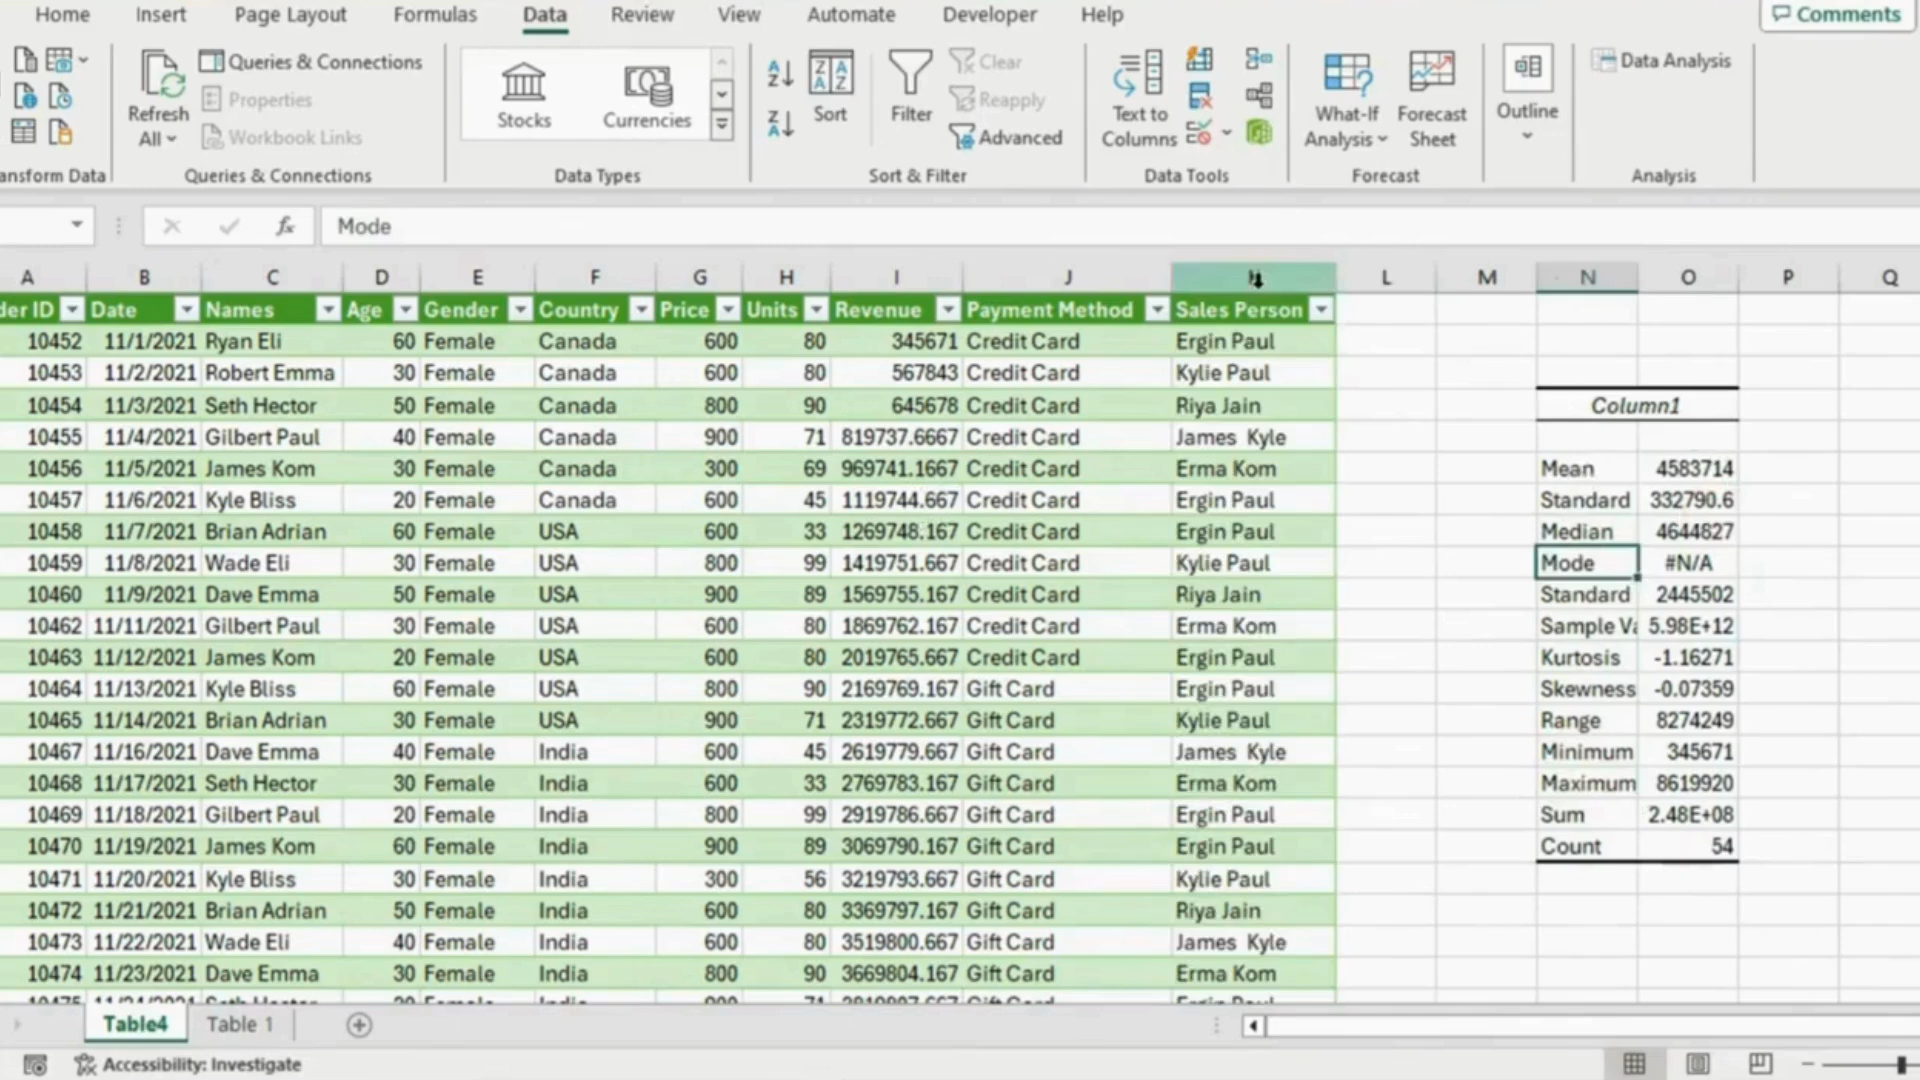 Home Insert Page Layout Formulas Data Review View Automate Developer Help Comments
Refresh All
Queries & Connections
Properties
Workbook Links
Stocks Currencies
Sort Filter
Clear
Reapply
Advanced
Text to Columns
What-If Analysis
Forecast Sheet
Outline
Data Analysis
ansform Data Queries & Connections Data Types Sort & Filter Data Tools Forecast Analysis
fx Mode
A B C D E F G H I J L M N O P Q
der ID Date Names Age Gender Country Price Units Revenue Payment Method Sales Person
10452 11/1/2021 Ryan Eli 60 Female Canada 600 80 345671 Credit Card Ergin Paul
10453 11/2/2021 Robert Emma 30 Female Canada 600 80 567843 Credit Card Kylie Paul
10454 11/3/2021 Seth Hector 50 Female Canada 800 90 645678 Credit Card Riya Jain Column1
10455 11/4/2021 Gilbert Paul 40 Female Canada 900 71 819737.6667 Credit Card James Kyle
10456 11/5/2021 James Kom 30 Female Canada 300 69 969741.1667 Credit Card Erma Kom Mean 4583714
10457 11/6/2021 Kyle Bliss 20 Female Canada 600 45 1119744.667 Credit Card Ergin Paul Standard 332790.6
10458 11/7/2021 Brian Adrian 60 Female USA 600 33 1269748.167 Credit Card Ergin Paul Median 4644827
10459 11/8/2021 Wade Eli 30 Female USA 800 99 1419751.667 Credit Card Kylie Paul Mode #N/A
10460 11/9/2021 Dave Emma 50 Female USA 900 89 1569755.167 Credit Card Riya Jain Standard 2445502
10462 11/11/2021 Gilbert Paul 30 Female USA 600 80 1869762.167 Credit Card Erma Kom Sample Va 5.98E+12
10463 11/12/2021 James Kom 20 Female USA 600 80 2019765.667 Credit Card Ergin Paul Kurtosis -1.16271
10464 11/13/2021 Kyle Bliss 60 Female USA 800 90 2169769.167 Gift Card Ergin Paul Skewness -0.07359
10465 11/14/2021 Brian Adrian 30 Female USA 900 71 2319772.667 Gift Card Kylie Paul Range 8274249
10467 11/16/2021 Dave Emma 40 Female India 600 45 2619779.667 Gift Card James Kyle Minimum 345671
10468 11/17/2021 Seth Hector 30 Female India 600 33 2769783.167 Gift Card Erma Kom Maximum 8619920
10469 11/18/2021 Gilbert Paul 20 Female India 800 99 2919786.667 Gift Card Ergin Paul Sum 2.48E+08
10470 11/19/2021 James Kom 60 Female India 900 89 3069790.167 Gift Card Ergin Paul Count 54
10471 11/20/2021 Kyle Bliss 30 Female India 300 56 3219793.667 Gift Card Kylie Paul
10472 11/21/2021 Brian Adrian 50 Female India 600 80 3369797.167 Gift Card Riya Jain
10473 11/22/2021 Wade Eli 40 Female India 600 80 3519800.667 Gift Card James Kyle
10474 11/23/2021 Dave Emma 30 Female India 800 90 3669804.167 Gift Card Erma Kom
Table4 Table 1
Accessibility: Investigate